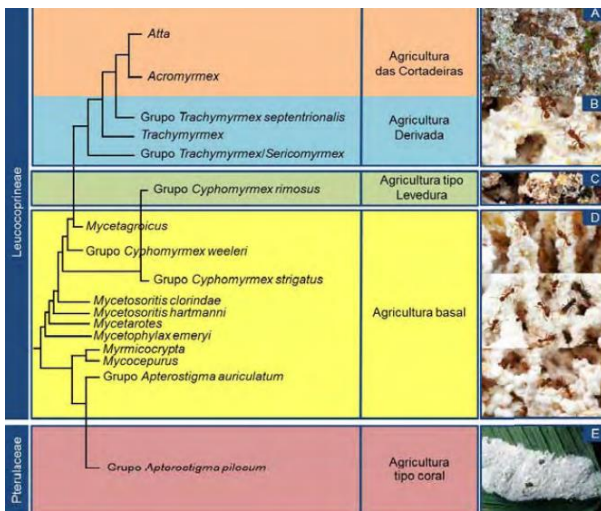 Leucocoprineae
Atta
Acromyrmex
Agricultura
das Cortadeiras
A
Grupo Trachymyrmex septentrionalis
Trachymyrmex
Grupo Trachymyrmex/Sericomyrmex
Agricultura
Derivada
B
Grupo Cyphomyrmex rimosus
Agricultura tipo
Levedura
C
Mycetagroicus
Grupo Cyphomyrmex weeleri
Grupo Cyphomyrmex strigatus
Mycetosoritis clorindae
Mycetosoritis hartmanni
Mycetarotes
Mycetophylax emeryi
Myrmicocrypta
Mycocepurus
Grupo Apterostigma auriculatum
Agricultura basal
D
Pterulaceae
Grupo Apterostigma pilosum
Agricultura
tipo coral
E